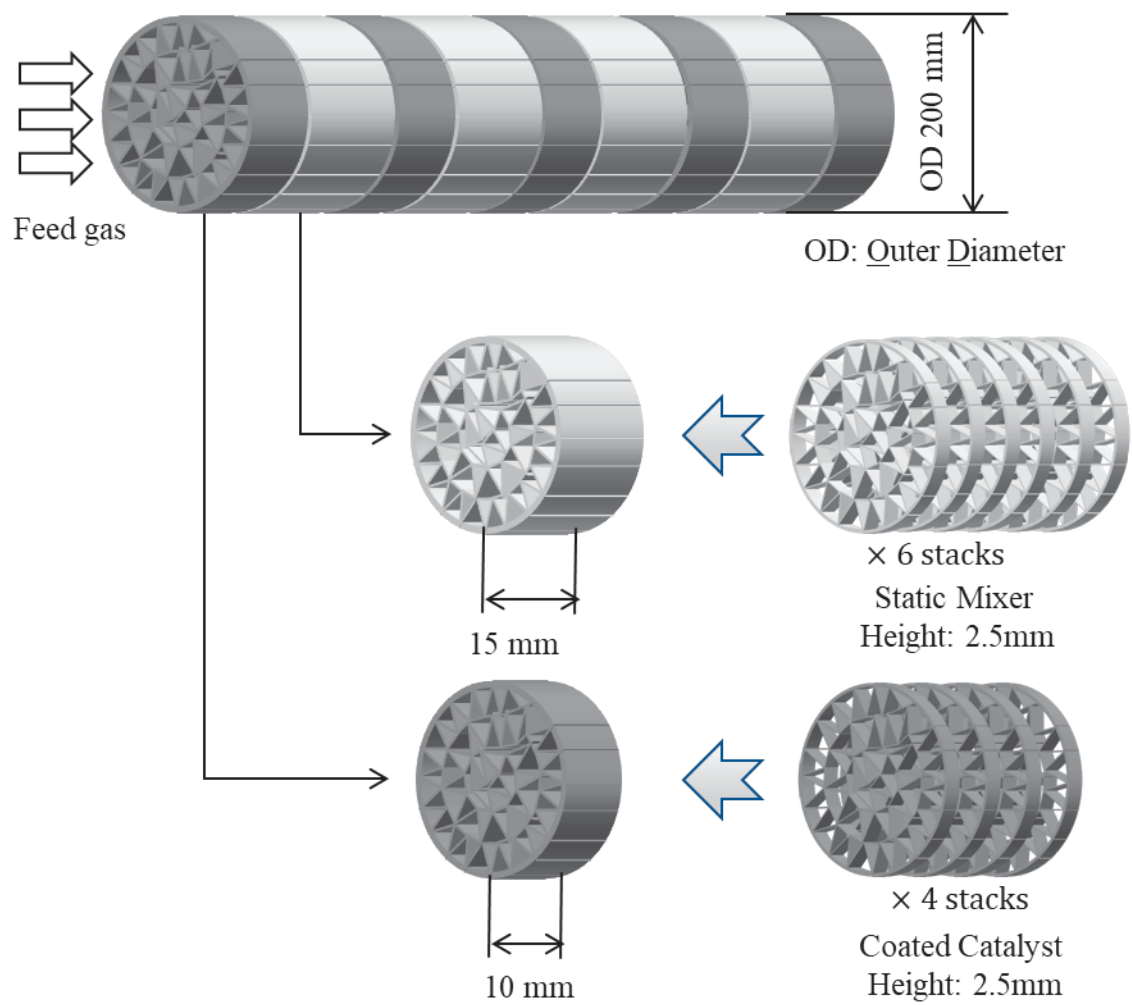 OD 200 mm
Feed gas
OD: Outer Diameter
× 6 stacks
Static Mixer
Height: 2.5mm
15 mm
× 4 stacks
Coated Catalyst
Height: 2.5mm
10 mm